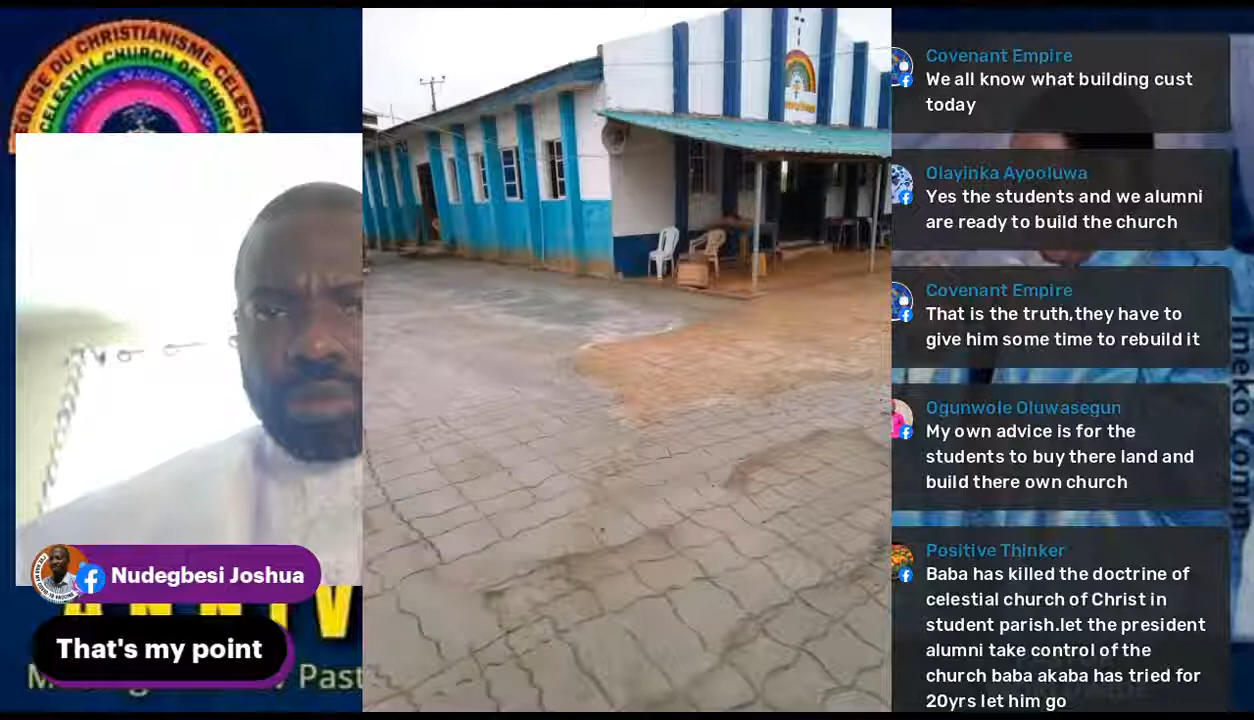 EGLISE DU CHRISTIANISME CELESTE
CELESTIAL CHURCH OF CHRIST
Nudegbesi Joshua
That's my point
Past
Covenant Empire
We all know what building cust
today
Olayinka Ayooluwa
Yes the students and we alumni
are ready to build the church
Covenant Empire
That is the truth,they have to
give him some time to rebuild it
Ogunwole Oluwasegun
My own advice is for the
students to buy there land and
build there own church
Positive Thinker
Baba has killed the doctrine of
celestial church of Christ in
student parish.let the president
alumni take control of the
church baba akaba has tried for
20yrs let him go
Imeko